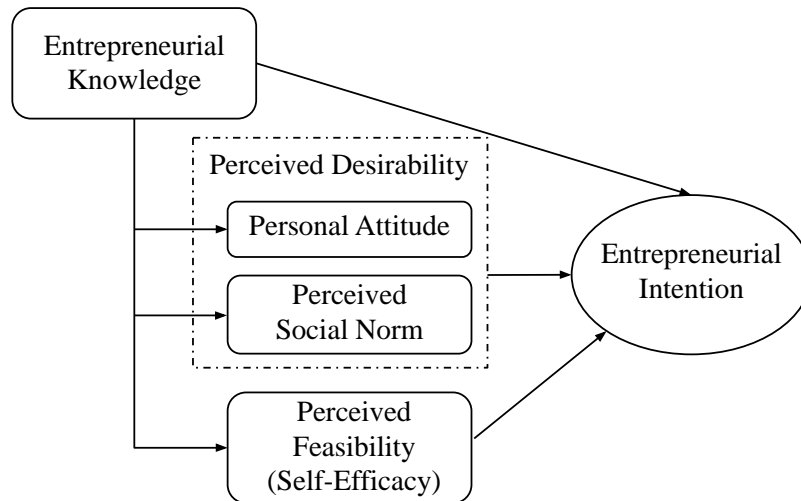 Entrepreneurial
Knowledge
Perceived Desirability
Personal Attitude
Perceived
Social Norm
Perceived
Feasibility
(Self-Efficacy)
Entrepreneurial
Intention